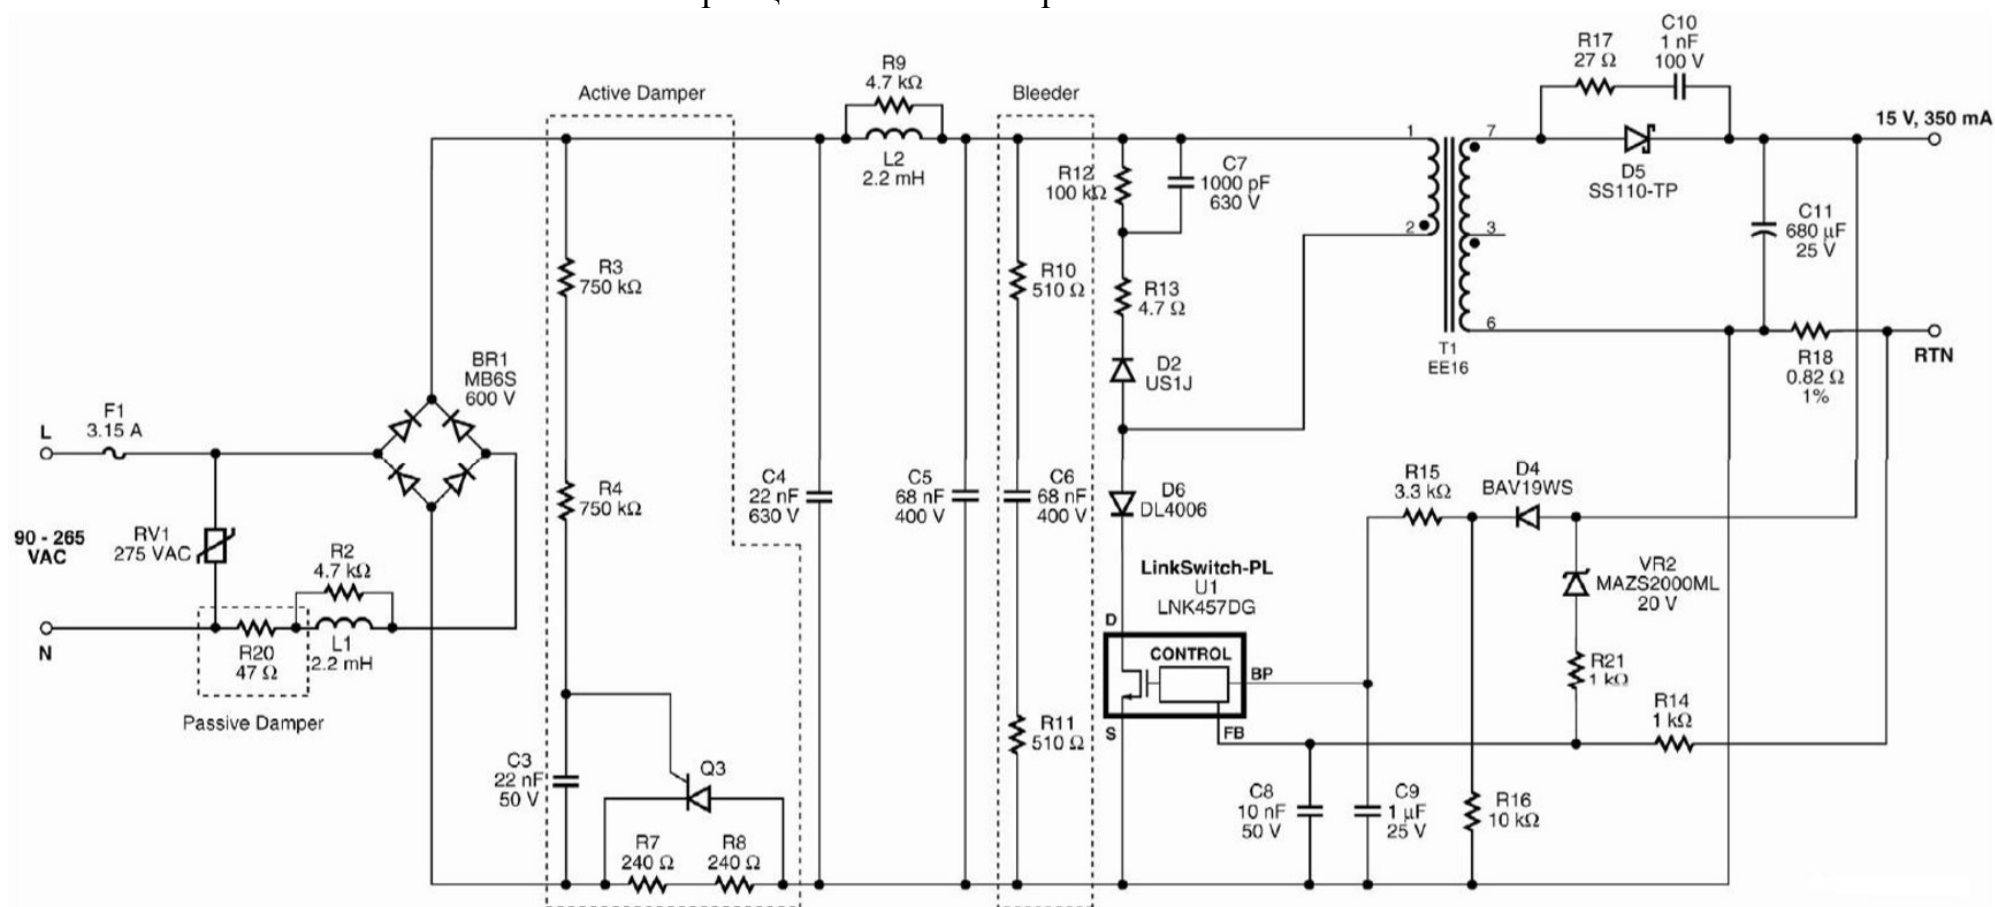 C10
1 nF
100 V
R17
27 Ω
R9
4.7 kΩ
Active Damper
Bleeder
15 V, 350 mA
1
7
L2
2.2 mH
R12
100 kΩ
C7
1000 pF
630 V
D5
SS110-TP
C11
680 µF
25 V
2
3
R3
750 kΩ
R10
510 Ω
R13
4.7 Ω
6
T1
EE16
RTN
R18
0.82 Ω
1%
BR1
MB6S
600 V
D2
US1J
F1
3.15 A
L
R4
750 kΩ
C4
22 nF
630 V
C5
68 nF
400 V
C6
68 nF
400 V
D6
DL4006
R15
3.3 kΩ
D4
BAV19WS
90 - 265
VAC
RV1
275 VAC
R2
4.7 kΩ
LinkSwitch-PL
U1
LNK457DG
VR2
MAZS2000ML
20 V
N
R20
47 Ω
L1
2.2 mH
D
CONTROL
BP
S
FB
R21
1 kΩ
R14
1 kΩ
Passive Damper
R11
510 Ω
C3
22 nF
50 V
Q3
R7
240 Ω
R8
240 Ω
C8
10 nF
50 V
C9
1 µF
25 V
R16
10 kΩ